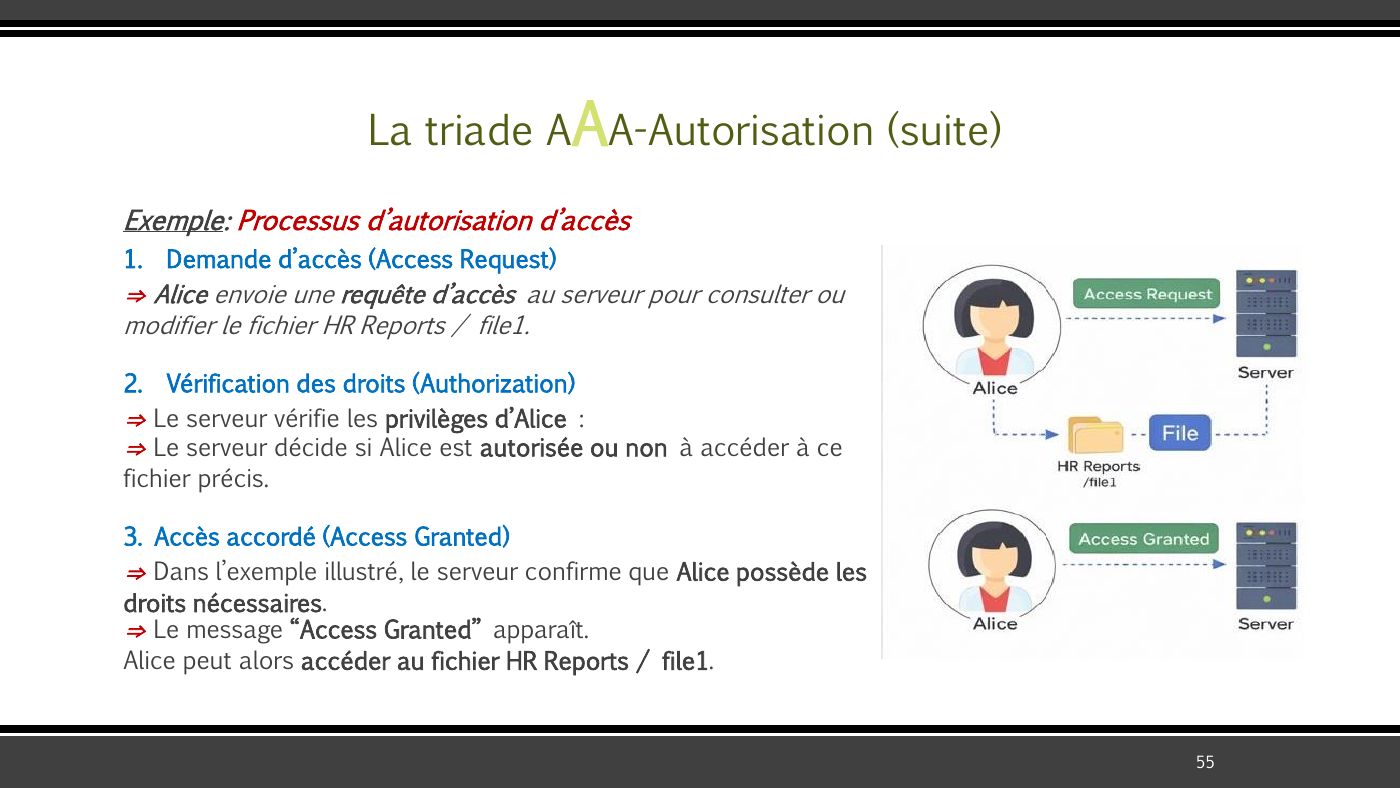 La triade AAA-Autorisation (suite)
Exemple: Processus d’autorisation d’accès
1. Demande d’accès (Access Request)
⇒ Alice envoie une requête d’accès au serveur pour consulter ou
modifier le fichier HR Reports / file1.
2. Vérification des droits (Authorization)
⇒ Le serveur vérifie les privilèges d’Alice :
⇒ Le serveur décide si Alice est autorisée ou non à accéder à ce
fichier précis.
3. Accès accordé (Access Granted)
⇒ Dans l’exemple illustré, le serveur confirme que Alice possède les
droits nécessaires.
⇒ Le message “Access Granted” apparaît.
Alice peut alors accéder au fichier HR Reports / file1.
Access Request
Alice
Server
File
HR Reports
/file1
Access Granted
Alice
Server
55